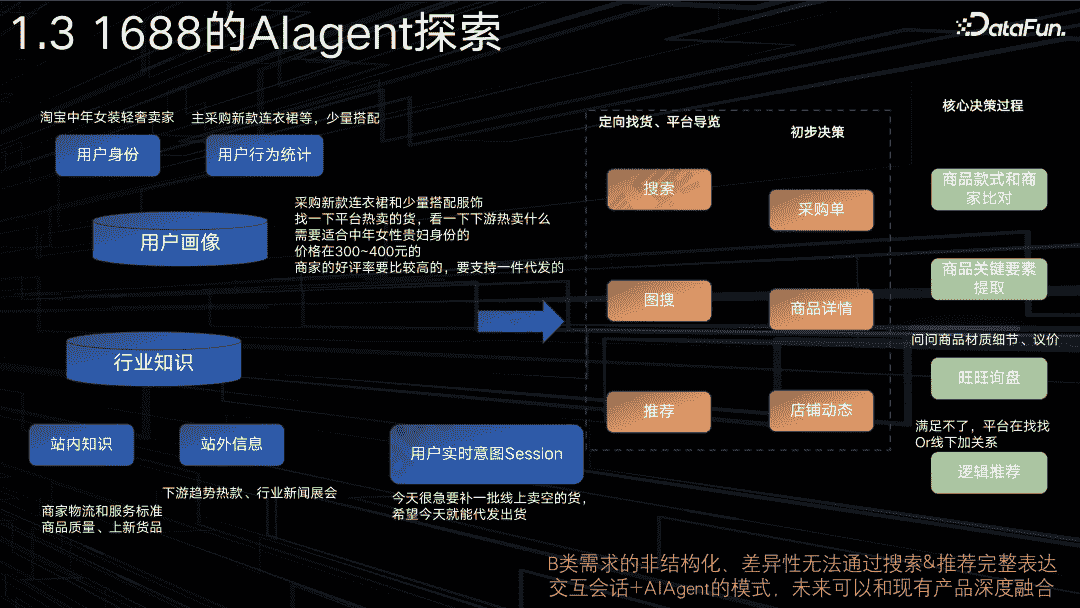 1.3 1688的AIagent探索
DataFun.
淘宝中年女装轻奢卖家
主采购新款连衣裙等，少量搭配
用户身份
用户行为统计
用户画像
采购新款连衣裙和少量搭配服饰
找一下平台热卖的货，看一下下游热卖什么
需要适合中年女性贵妇身份的
价格在300~400元的
商家的好评率要比较高的，要支持一件代发的
行业知识
站内知识
站外信息
下游趋势热款、行业新闻展会
商家物流和服务标准
商品质量、上新货品
用户实时意图Session
今天很急要补一批线上卖空的货，
希望今天就能代发出货
定向找货、平台导览
初步决策
搜索
采购单
图搜
商品详情
推荐
店铺动态
核心决策过程
商品款式和商
家比对
商品关键要素
提取
问问商品材质细节、议价
旺旺询盘
满足不了，平台在找找
Or线下加关系
逻辑推荐
B类需求的非结构化、差异性无法通过搜索&推荐完整表达
交互会话+AIAgent的模式，未来可以和现有产品深度融合